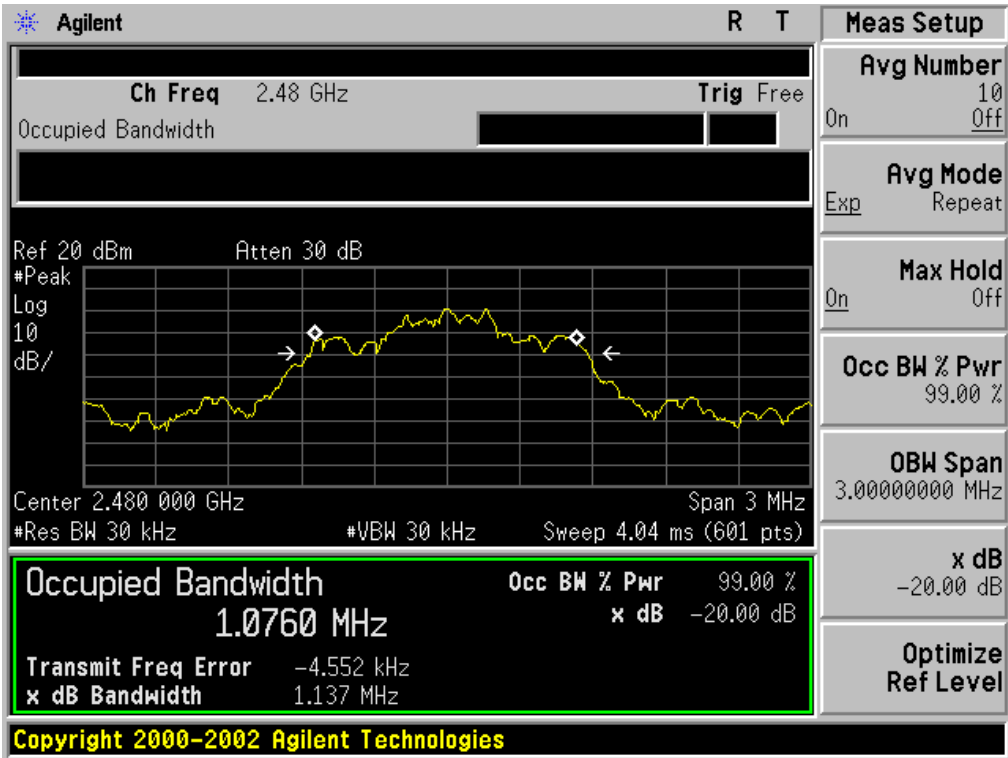 Agilent R T
Ch Freq 2.48 GHz Trig Free
Occupied Bandwidth
Ref 20 dBm Atten 30 dB
#Peak
Log
10
dB/
Center 2.480 000 GHz Span 3 MHz
#Res BW 30 kHz #VBW 30 kHz Sweep 4.04 ms (601 pts)
Occupied Bandwidth
1.0760 MHz
Occ BW % Pwr 99.00 %
x dB -20.00 dB
Transmit Freq Error -4.552 kHz
x dB Bandwidth 1.137 MHz
Copyright 2000-2002 Agilent Technologies
Meas Setup
Avg Number
10
On Off
Avg Mode
Exp Repeat
Max Hold
On Off
Occ BW % Pwr
99.00 %
OBW Span
3.00000000 MHz
x dB
-20.00 dB
Optimize
Ref Level